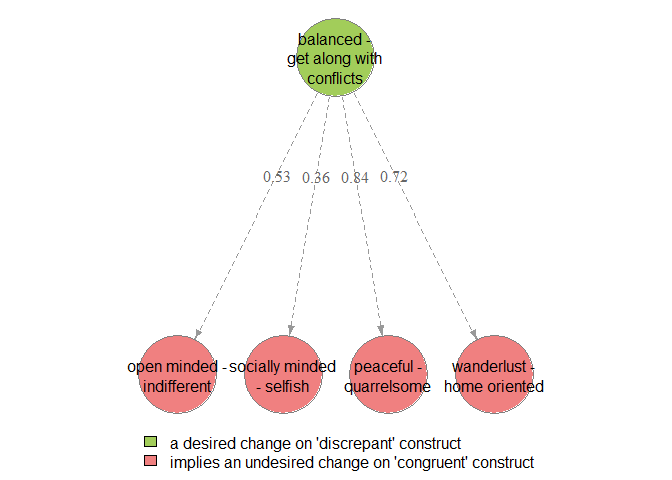 balanced -
get along with
conflicts
0.53 0.36 0.84 0.72
open minded - socially minded peaceful - wanderlust -
indifferent - selfish quarrelsome home oriented
a desired change on 'discrepant' construct
implies an undesired change on 'congruent' construct